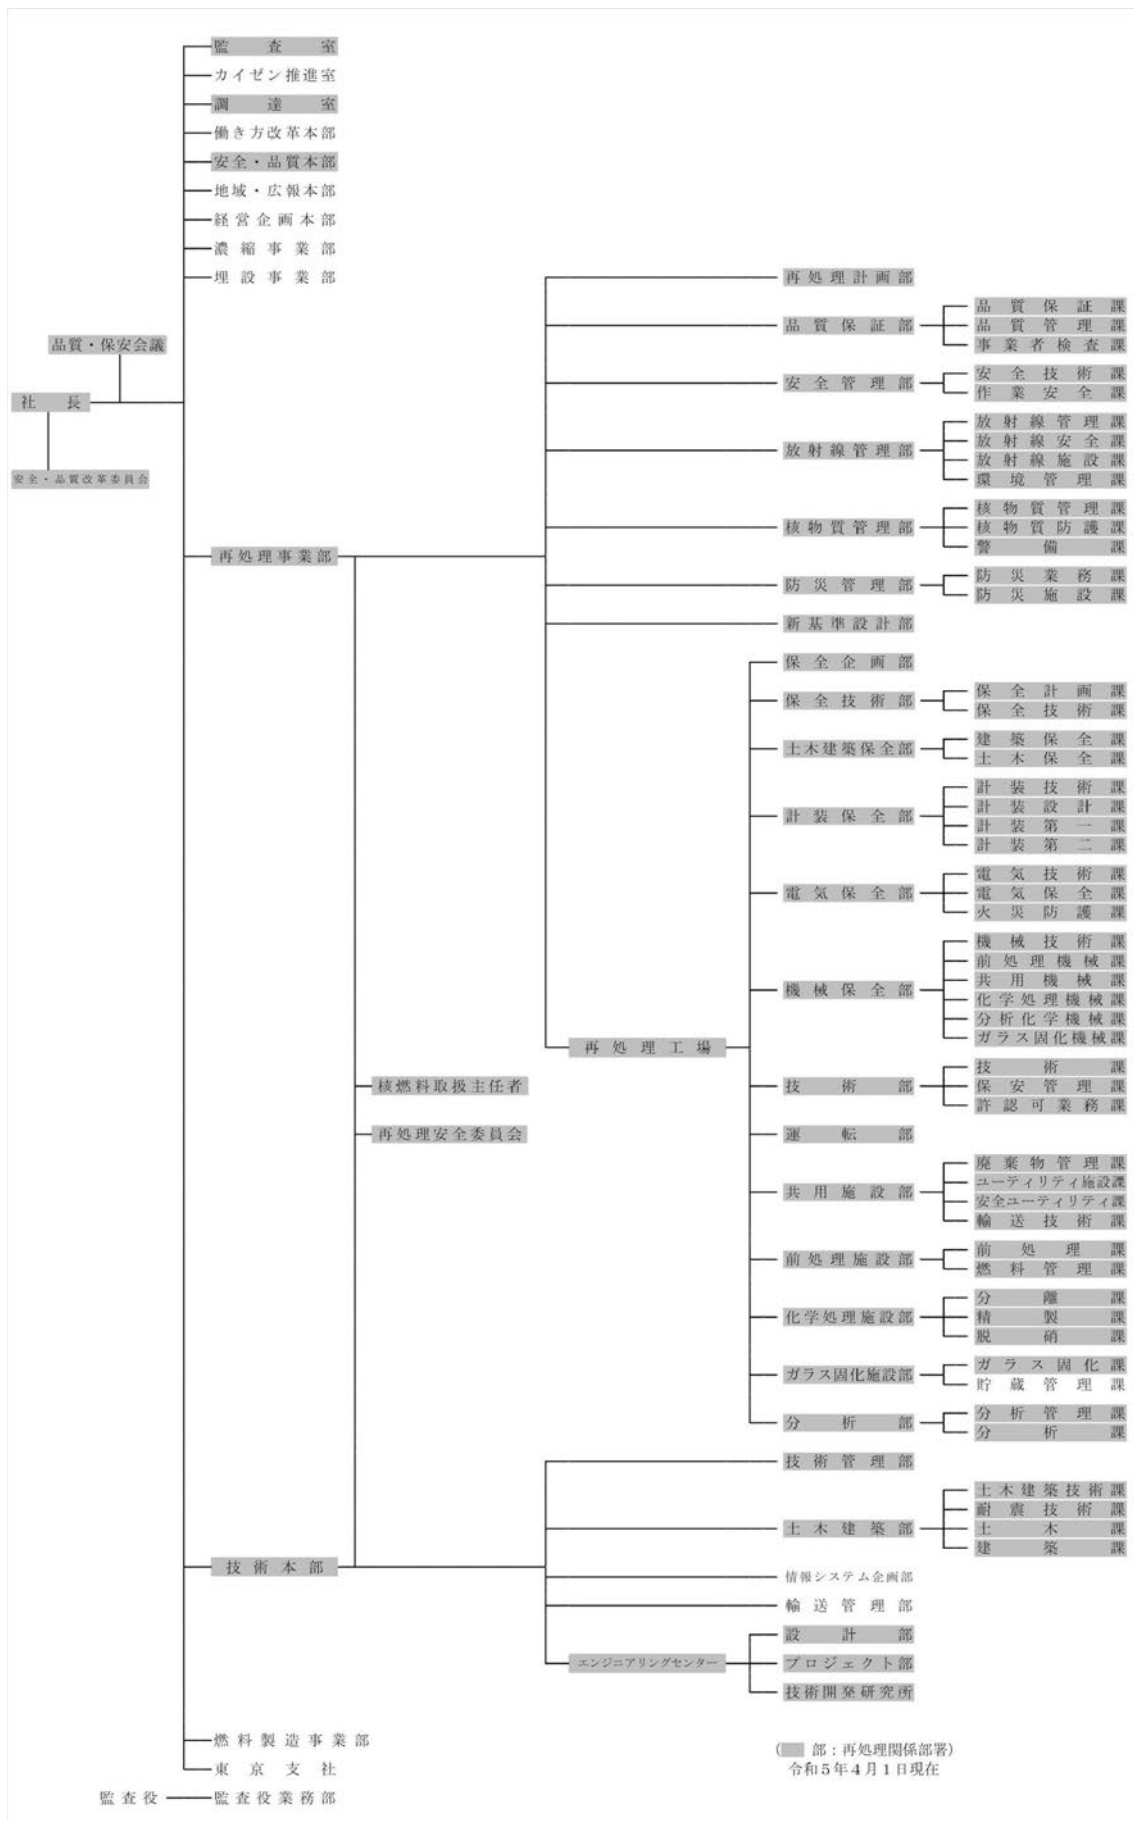 監査室
カイゼン推進室
調達室
働き方改革本部
安全・品質本部
地域・広報本部
経営企画本部
濃縮事業部
埋設事業部
品質・保安会議
社長
安全・品質改革委員会
再処理事業部
再処理計画部
品質保証部
品質保証課
品質管理課
事業者検査課
安全管理部
安全技術課
作業安全課
放射線管理部
放射線管理課
放射線安全課
放射線施設課
環境管理課
核物質管理部
核物質管理課
核物質防護課
警備課
防災管理部
防災業務課
防災施設課
新基準設計部
再処理工場
保全企画部
保全技術部
保全計画課
保全技術課
土木建築保全部
建築保全課
土木保全課
計装保全部
計装技術課
計装設計課
計装第一課
計装第二課
電気保全部
電気技術課
電気保全課
火災防護課
機械保全部
機械技術課
前処理機械課
共用機械課
化学処理機械課
分析化学機械課
ガラス固化機械課
技術部
技術課
保安管理課
許認可業務課
運転部
共用施設部
廃棄物管理課
ユーティリティ施設課
安全ユーティリティ課
輸送技術課
前処理施設部
前処理課
燃料管理課
化学処理施設部
分離課
精製課
脱硝課
ガラス固化施設部
ガラス固化課
貯蔵管理課
分析部
分析管理課
分析課
核燃料取扱主任者
再処理安全委員会
技術本部
技術管理部
土木建築部
土木建築技術課
耐震技術課
土木課
建築課
情報システム企画部
輸送管理部
エンジニアリングセンター
設計部
プロジェクト部
技術開発研究所
燃料製造事業部
東京支社
監査役 監査役業務部
( 部：再処理関係部署)
令和5年4月1日現在